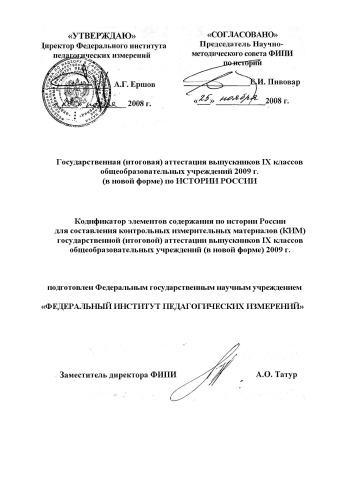 «УТВЕРЖДАЮ»
Директор Федерального института
педагогических измерений
А.Г. Ершов
2008 г.
«СОГЛАСОВАНО»
Председатель Научно-
методического совета ФИПИ
по истории
Е.И. Пивовар
«25» ноября 2008 г.
Государственная (итоговая) аттестация выпускников IX классов
общеобразовательных учреждений 2009 г.
(в новой форме) по ИСТОРИИ РОССИИ
Кодификатор элементов содержания по истории России
для составления контрольных измерительных материалов (КИМ)
государственной (итоговой) аттестации выпускников IX классов
общеобразовательных учреждений (в новой форме) 2009 г.
подготовлен Федеральным государственным научным учреждением
«ФЕДЕРАЛЬНЫЙ ИНСТИТУТ ПЕДАГОГИЧЕСКИХ ИЗМЕРЕНИЙ»
Заместитель директора ФИПИ А.О. Татур